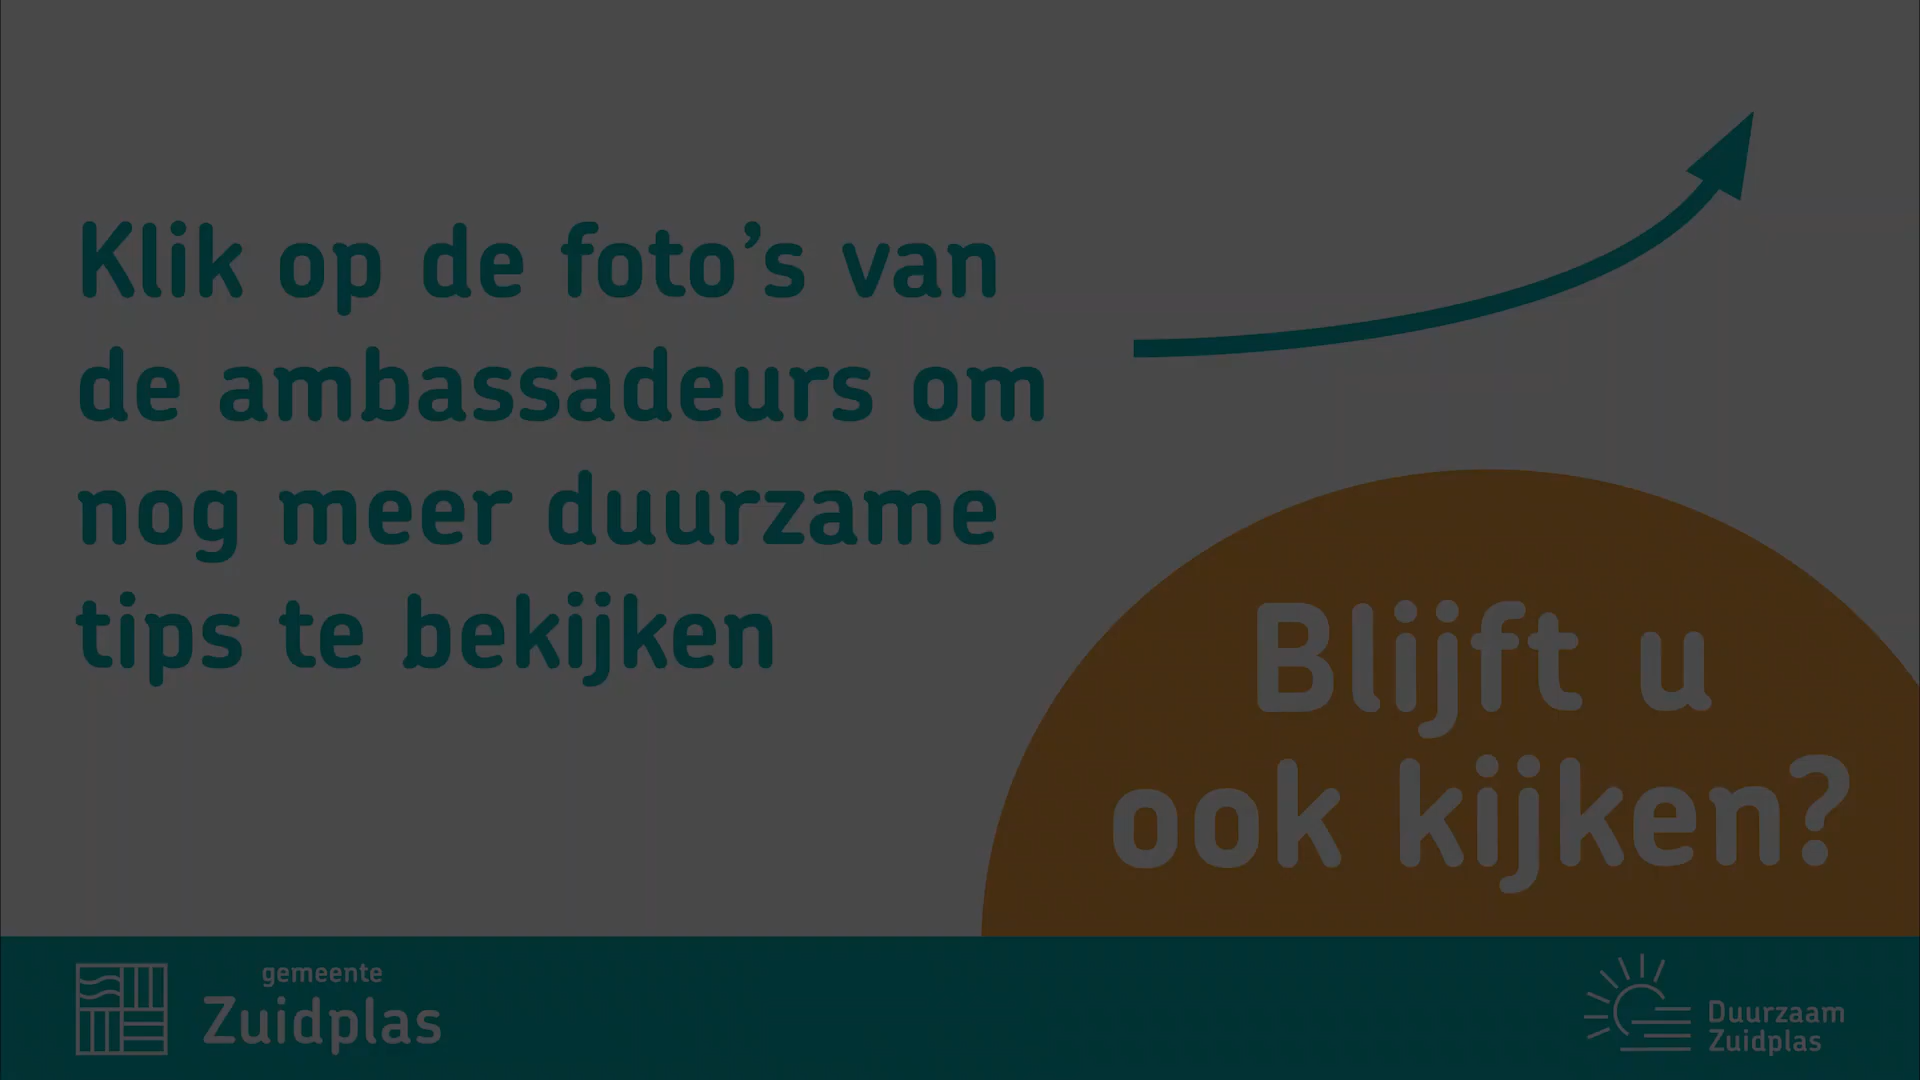 Klik op de foto’s van
de ambassadeurs om
nog meer duurzame
tips te bekijken
Blijft u
ook kijken?
gemeente
Zuidplas
Duurzaam
Zuidplas